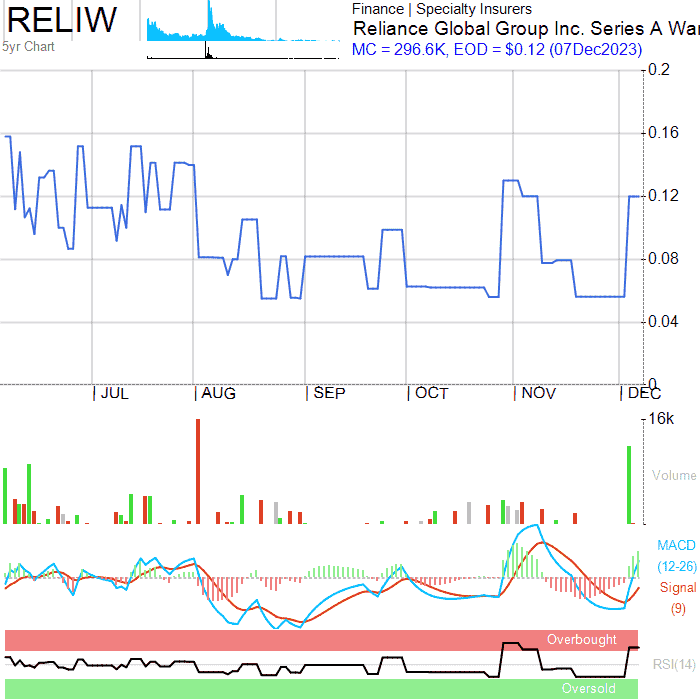 RELIW
5yr Chart
Finance | Specialty Insurers
Reliance Global Group Inc. Series A War
MC = 296.6K, EOD = $0.12 (07Dec2023)
0.2
0.16
0.12
0.08
0.04
0
JUL AUG SEP OCT NOV DEC
16K
Volume
MACD
(12-26)
Signal
(9)
Overbought
RSI(14)
Oversold